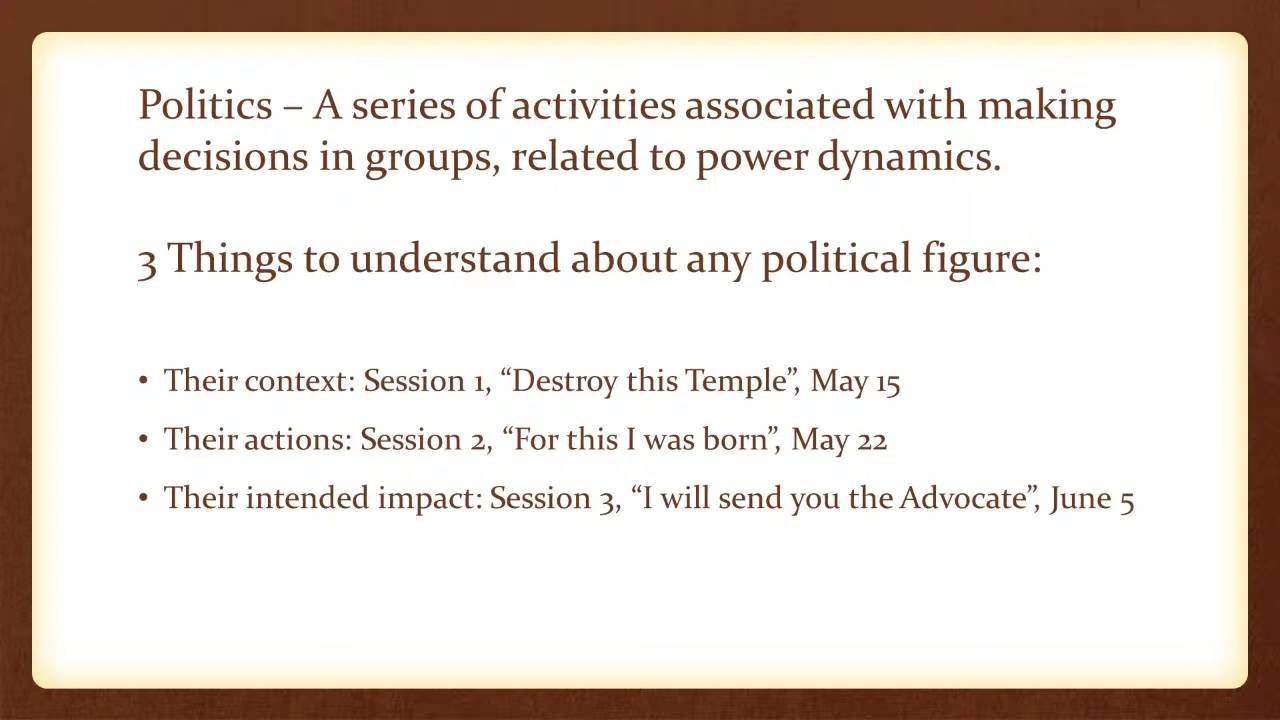 Politics – A series of activities associated with making
decisions in groups, related to power dynamics.
3 Things to understand about any political figure:
• Their context: Session 1, “Destroy this Temple”, May 15
• Their actions: Session 2, “For this I was born”, May 22
• Their intended impact: Session 3, “I will send you the Advocate”, June 5